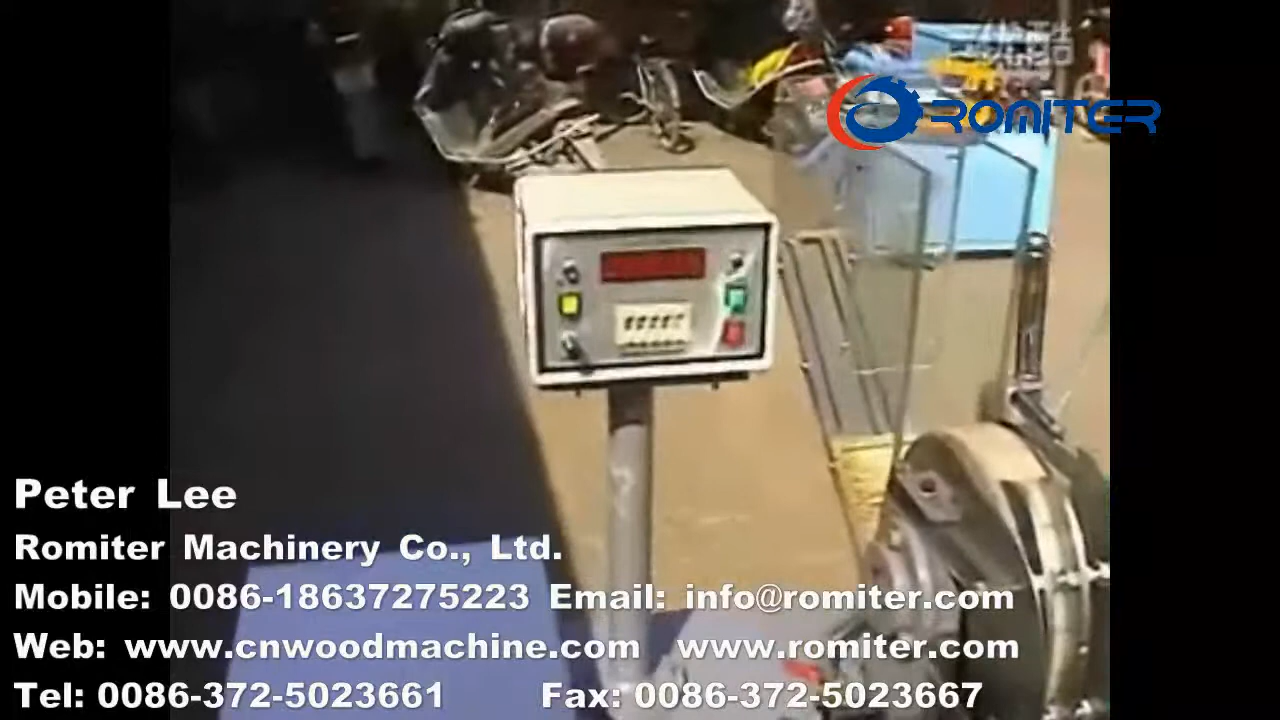 ROMITER
Peter Lee
Romiter Machinery Co., Ltd.
Mobile: 0086-18637275223 Email: info@romiter.com
Web: www.cnwoodmachine.com www.romiter.com
Tel: 0086-372-5023661 Fax: 0086-372-5023667